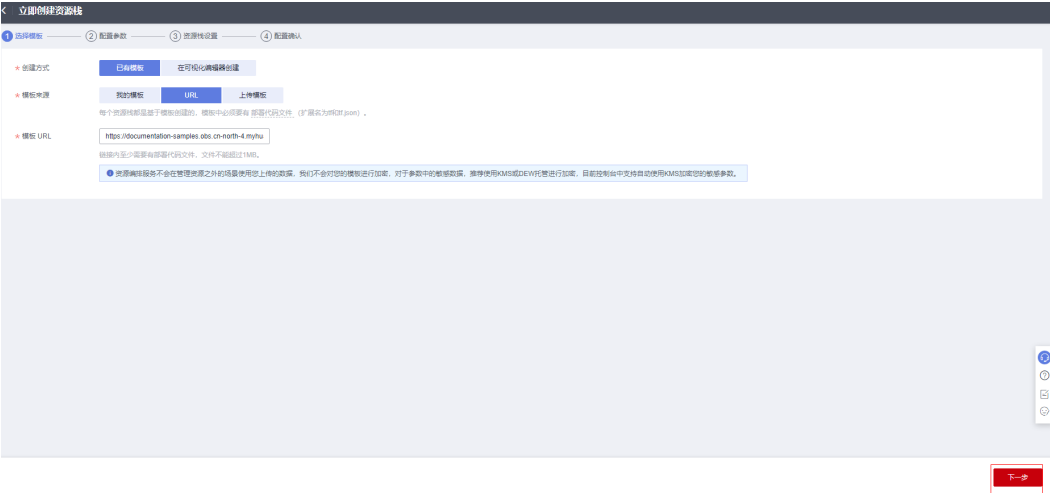 < 立即创建资源栈
1 选择模板 2 配置参数 3 资源栈设置 4 配置确认
* 创建方式 已有模板 在可视化编辑器创建
* 模板来源 我的模板 URL 上传模板
每个资源栈都是基于模板创建的，模板中必须要有 部署代码文件 （扩展名为tf和tf.json）。
* 模板 URL https://documentation-samples.obs.cn-north-4.myhu
链接内至少需要有部署代码文件，文件不能超过1MB。
资源编排服务不会在管理资源之外的场景使用您上传的数据，我们不会对您的模板进行加密，对于参数中的敏感数据，推荐使用KMS或DEW托管进行加密，目前控制台中支持自动使用KMS加密您的敏感参数。
下一步